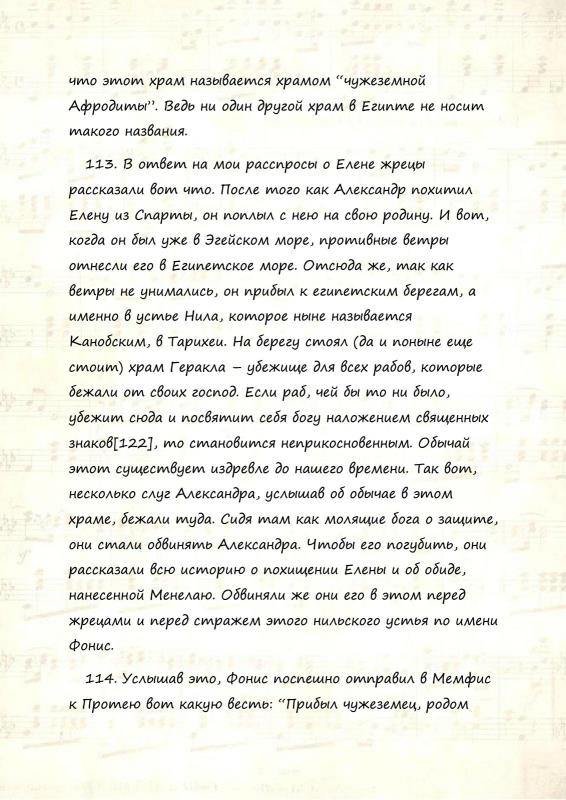 что этот храм называется храмом “чужеземной
Афродиты”. Ведь ни один другой храм в Египте не носит
такого названия.
113. В ответ на мои расспросы о Елене жрецы
рассказали вот что. После того как Александр похитил
Елену из Спарты, он поплыл с нею на свою родину. И вот,
когда он был уже в Эгейском море, противные ветры
отнесли его в Египетское море. Отсюда же, так как
ветры не унимались, он прибыл к египетским берегам, а
именно в устье Нила, которое ныне называется
Канобским, в Тарихеи. На берегу стоял (да и поныне еще
стоит) храм Геракла – убежище для всех рабов, которые
бежали от своих господ. Если раб, чей бы то ни было,
убежит сюда и посвятит себя богу наложением священных
знаков[122], то становится неприкосновенным. Обычай
этот существует издревле до нашего времени. Так вот,
несколько слуг Александра, услышав об обычае в этом
храме, бежали туда. Сидя там как молящие бога о защите,
они стали обвинять Александра. Чтобы его погубить, они
рассказали всю историю о похищении Елены и об обиде,
нанесенной Менелаю. Обвиняли же они его в этом перед
жрецами и перед стражем этого нильского устья по имени
Фонис.
114. Услышав это, Фонис поспешно отправил в Мемфис
к Протею вот какую весть: “Прибыл чужеземец, родом